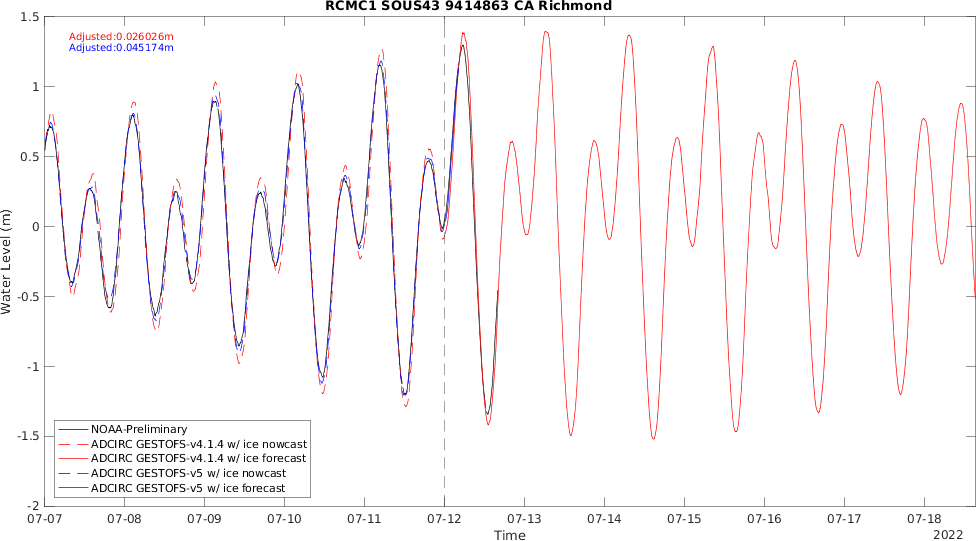 RCMC1 SOUS43 9414863 CA Richmond
Adjusted:0.026026m
Adjusted:0.045174m
1.5
1
0.5
0
-0.5
-1
-1.5
-2
Water Level (m)
NOAA-Preliminary
ADCIRC GESTOFS-v4.1.4 w/ ice nowcast
ADCIRC GESTOFS-v4.1.4 w/ ice forecast
ADCIRC GESTOFS-v5 w/ ice nowcast
ADCIRC GESTOFS-v5 w/ ice forecast
07-07 07-08 07-09 07-10 07-11 07-12 07-13 07-14 07-15 07-16 07-17 07-18
Time
2022